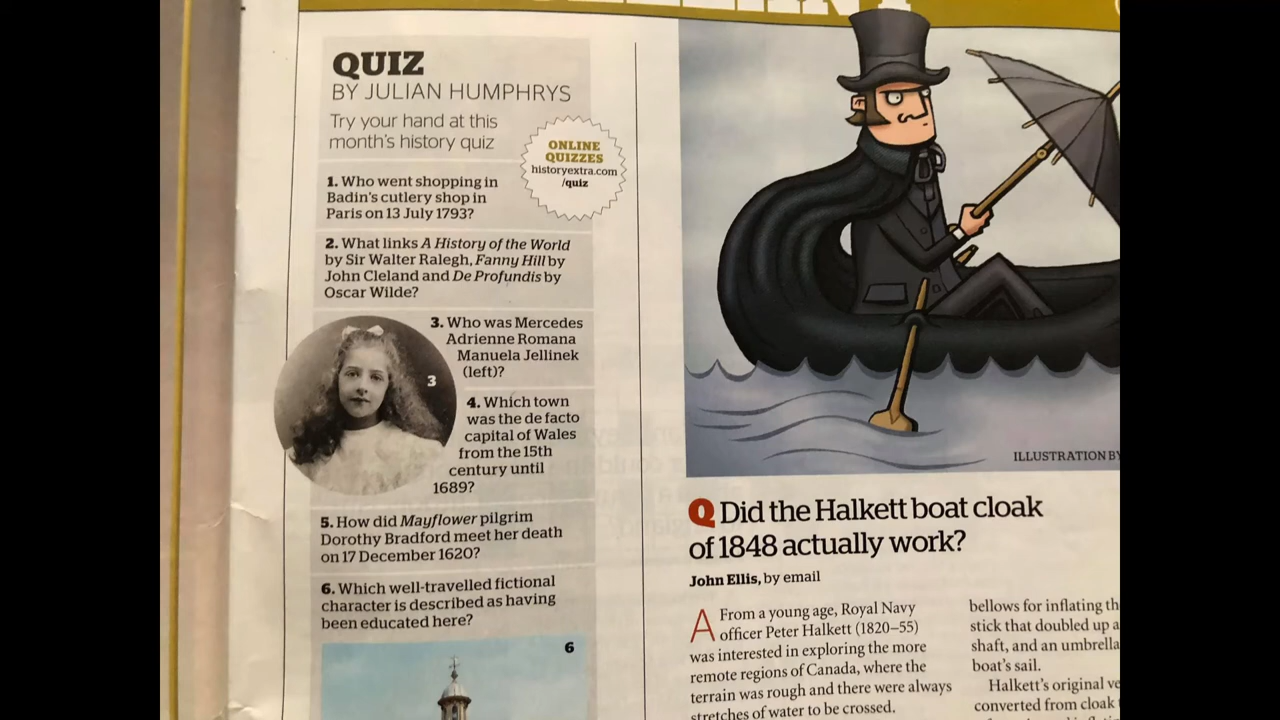 QUIZ
BY JULIAN HUMPHRYS
Try your hand at this
month's history quiz
ONLINE
QUIZZES
historyextra.com
/quiz
1. Who went shopping in
Badin's cutlery shop in
Paris on 13 July 1793?
2. What links A History of the World
by Sir Walter Ralegh, Fanny Hill by
John Cleland and De Profundis by
Oscar Wilde?
3. Who was Mercedes
Adrienne Romana
Manuela Jellinek
(left)?
3
4. Which town
was the de facto
capital of Wales
from the 15th
century until
1689?
5. How did Mayflower pilgrim
Dorothy Bradford meet her death
on 17 December 1620?
6. Which well-travelled fictional
character is described as having
been educated here?
6
ILLUSTRATION BY
Q Did the Halkett boat cloak
of 1848 actually work?
John Ellis, by email
A From a young age, Royal Navy
officer Peter Halkett (1820–55)
was interested in exploring the more
remote regions of Canada, where the
terrain was rough and there were always
stretches of water to be crossed.
bellows for inflating th
stick that doubled up a
shaft, and an umbrella
boat's sail.
Halkett's original ve
converted from cloak